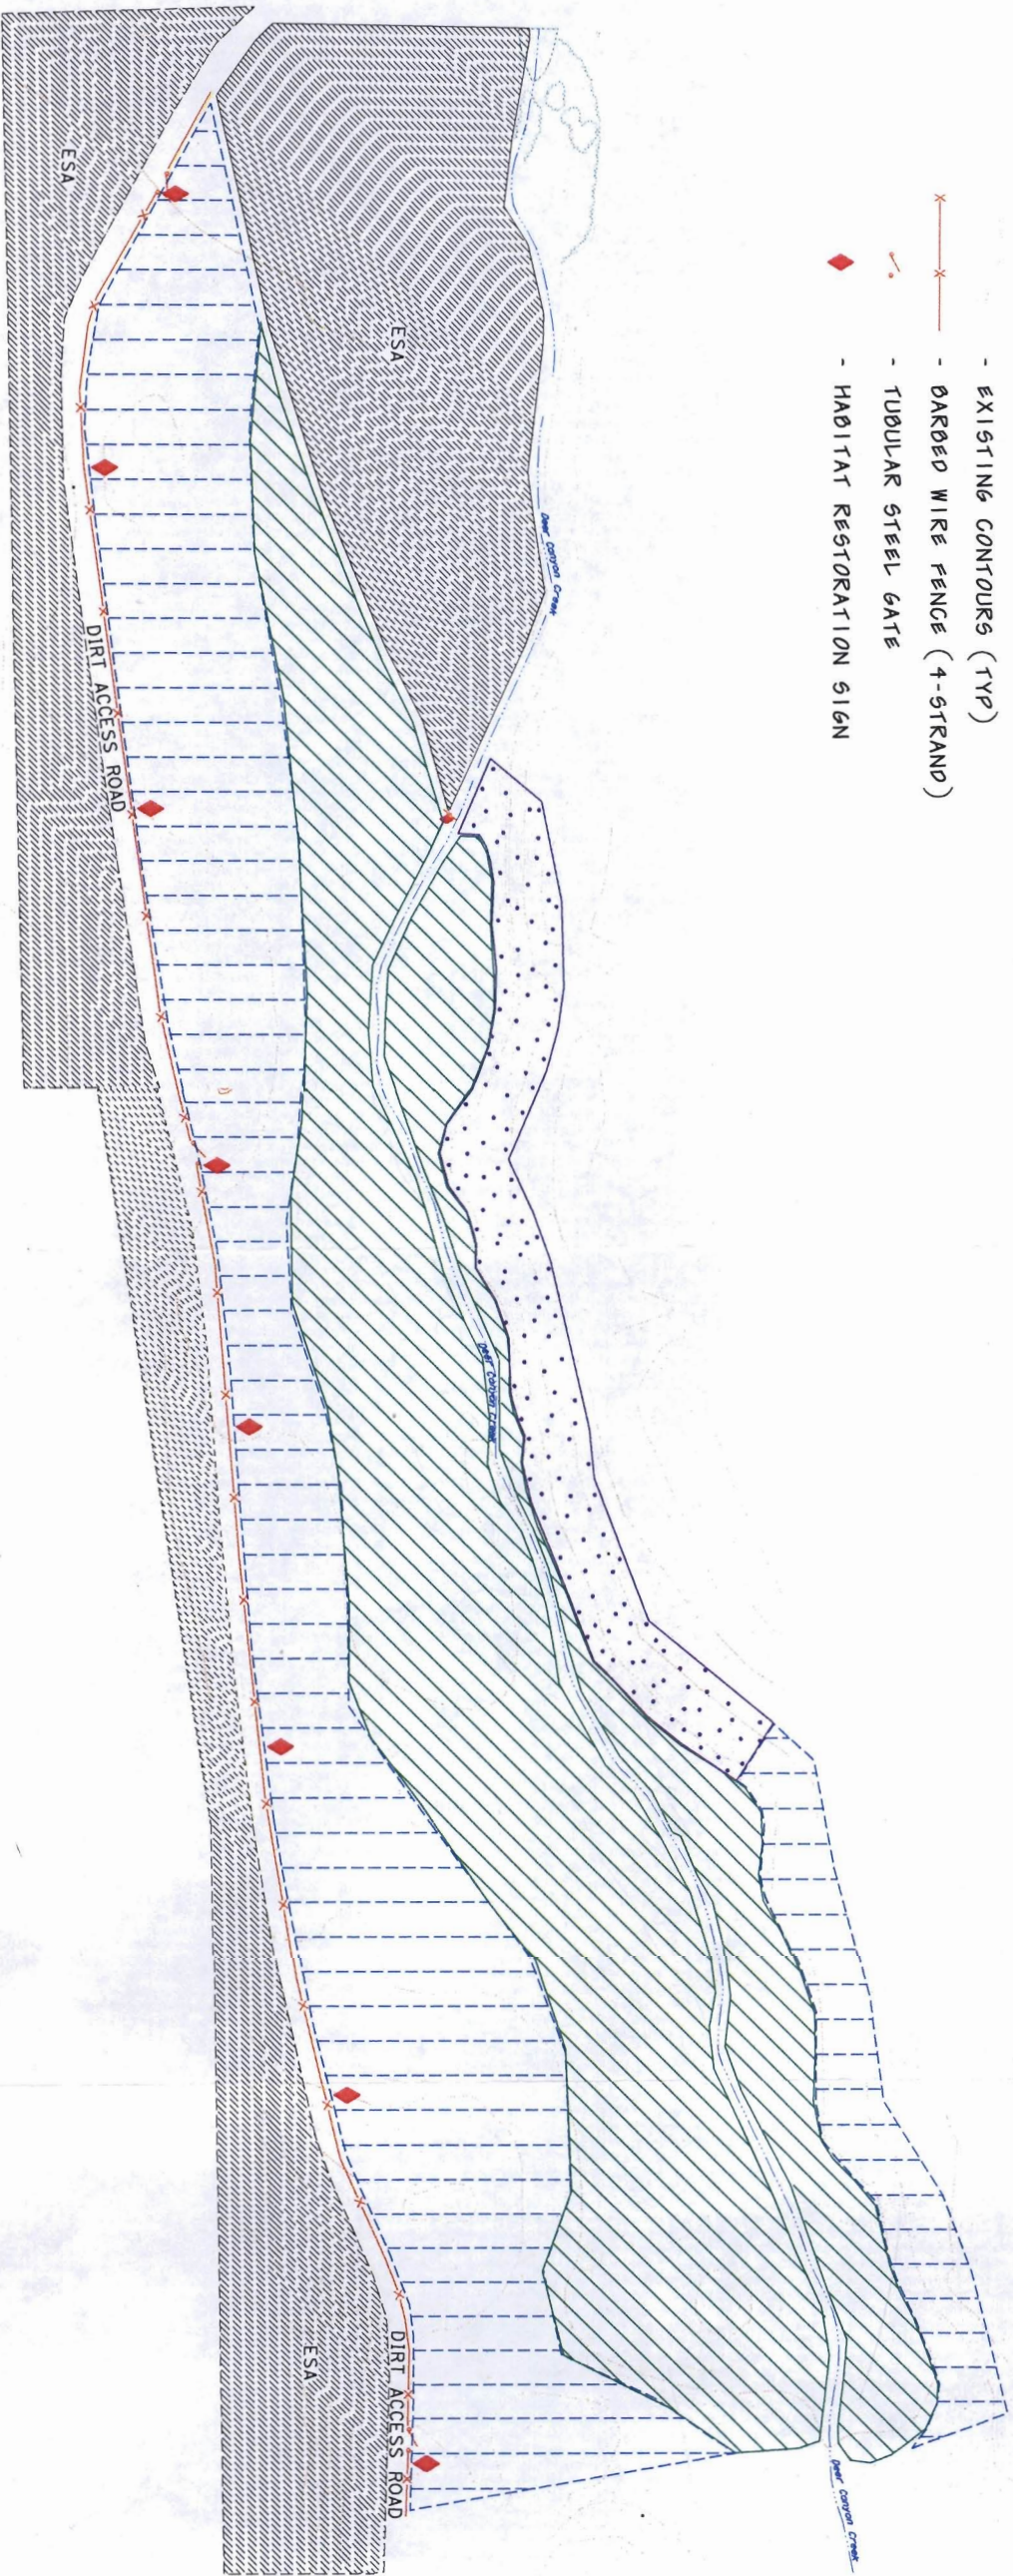 - EXISTING CONTOURS (TYP)
- BARBED WIRE FENCE (4-STRAND)
- TUBULAR STEEL GATE
- HABITAT RESTORATION SIGN
ESA
ESA
Deer Canyon Creek
DIRT ACCESS ROAD
Deer Canyon Creek
ESA
DIRT ACCESS ROAD
Deer Canyon Creek